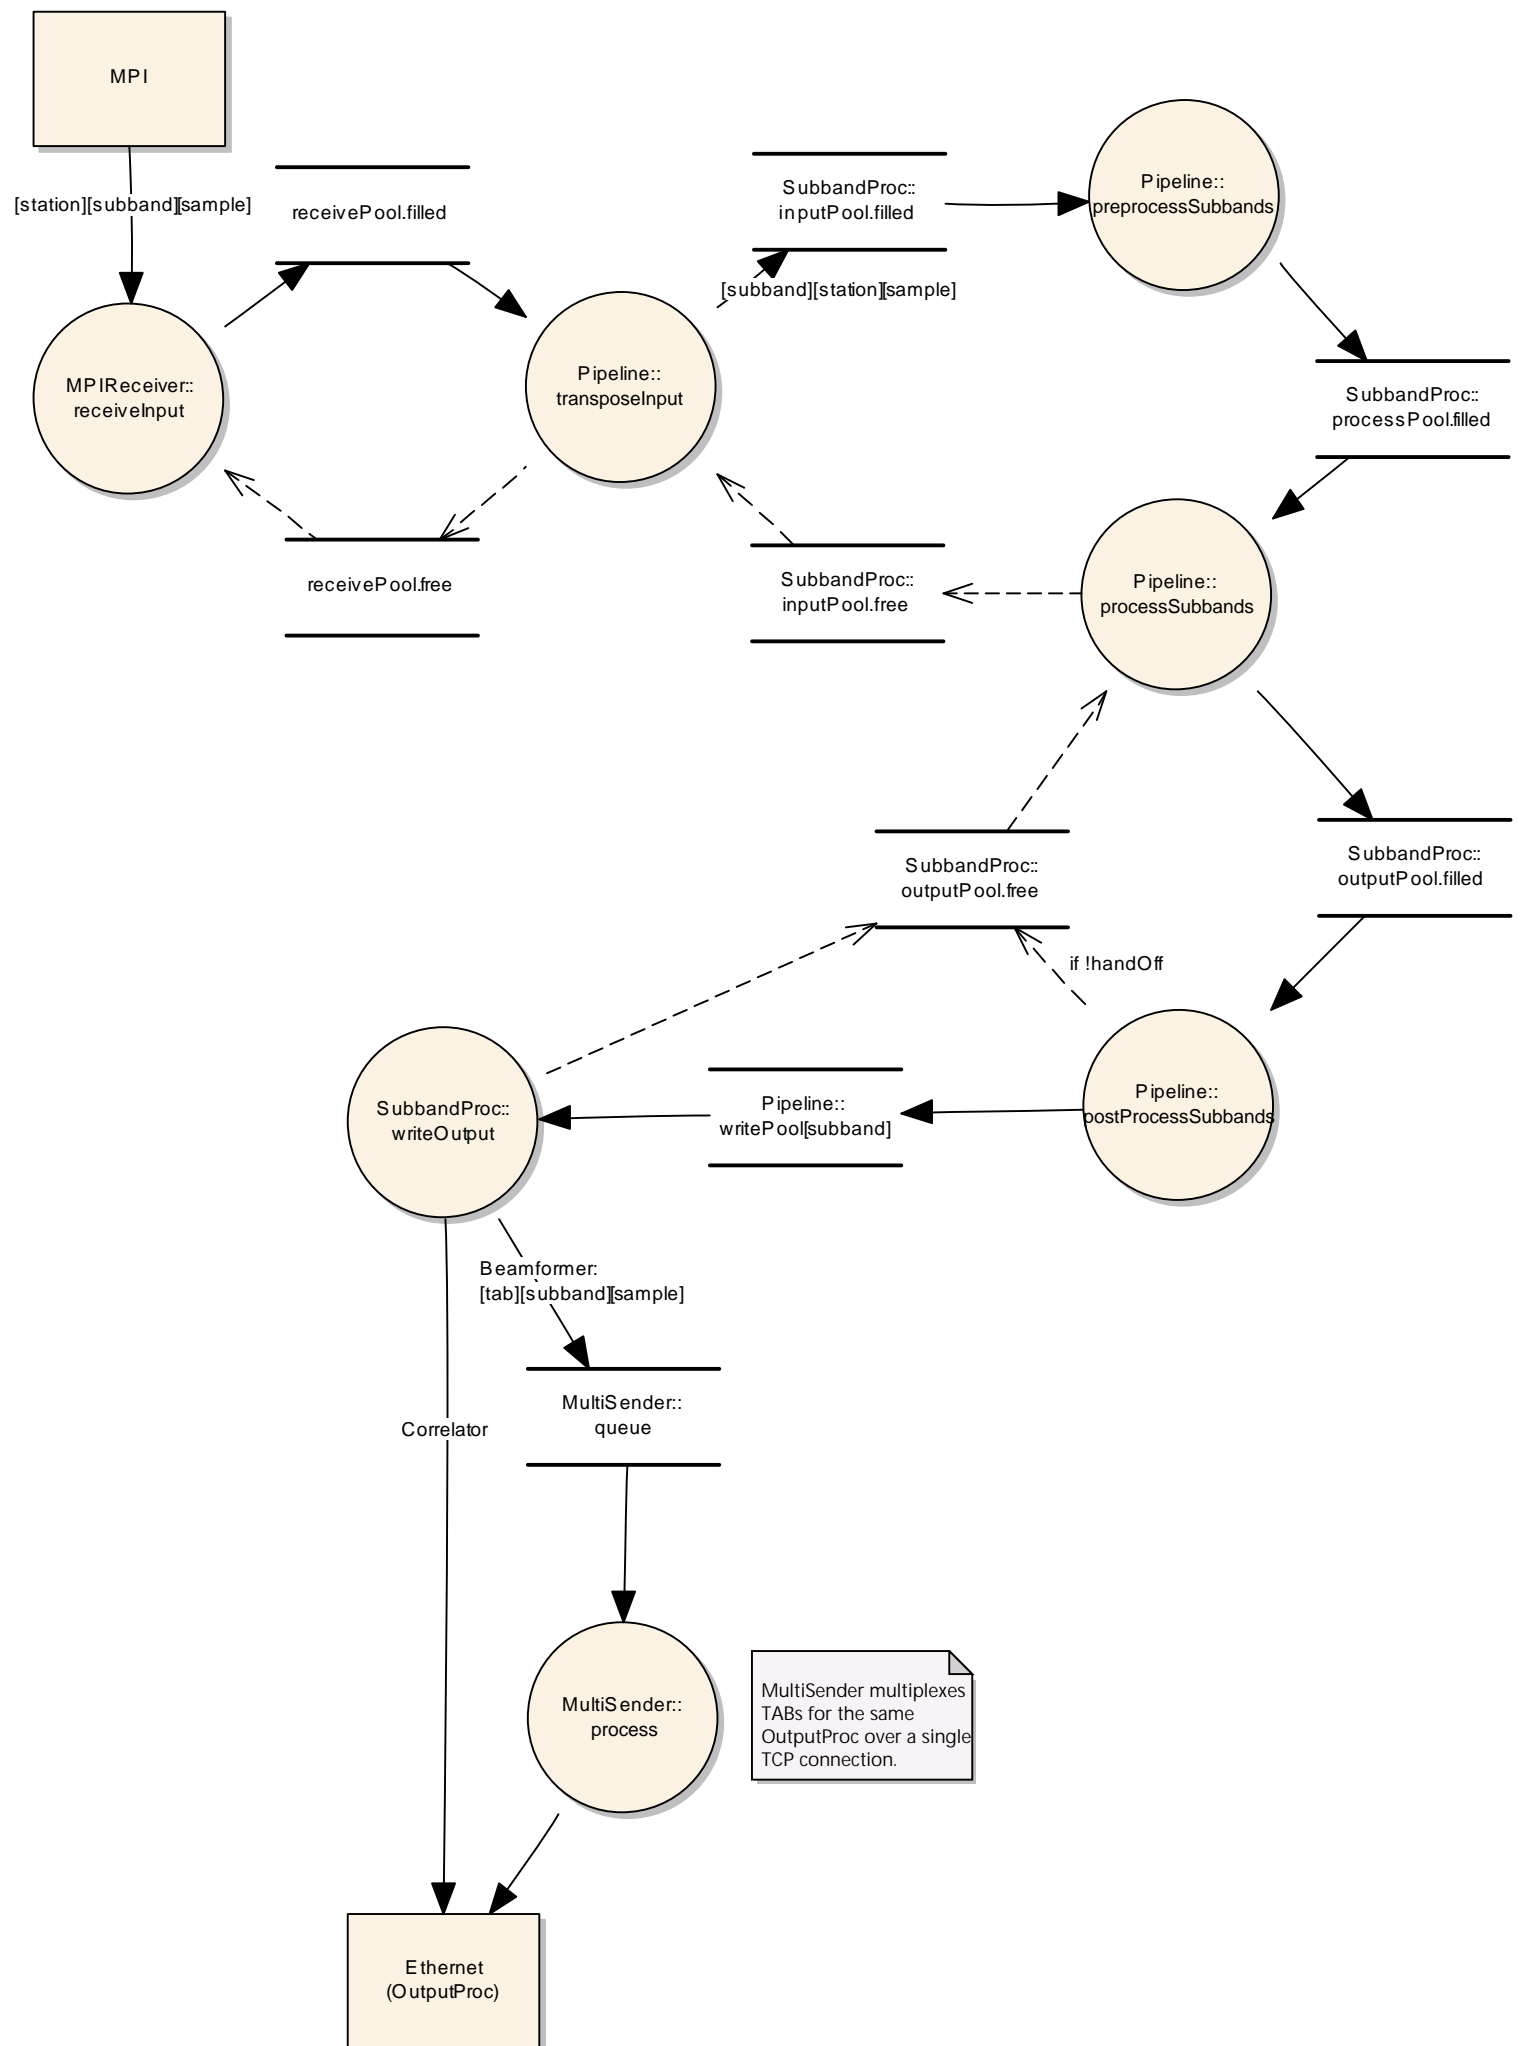 MPI
[station][subband][sample]
receivePool.filled
SubbandProc::
inputPool.filled
Pipeline::
preprocessSubbands
[subband][station][sample]
MPIReceiver::
receiveInput
Pipeline::
transposeInput
SubbandProc::
processPool.filled
receivePool.free
SubbandProc::
inputPool.free
Pipeline::
processSubbands
SubbandProc::
outputPool.free
SubbandProc::
outputPool.filled
if !handOff
SubbandProc::
writeOutput
Pipeline::
writePool[subband]
Pipeline::
postProcessSubbands
Beamformer:
[tab][subband][sample]
MultiSender::
queue
Correlator
MultiSender::
process
MultiSender multiplexes
TABs for the same
OutputProc over a single
TCP connection.
Ethernet
(OutputProc)